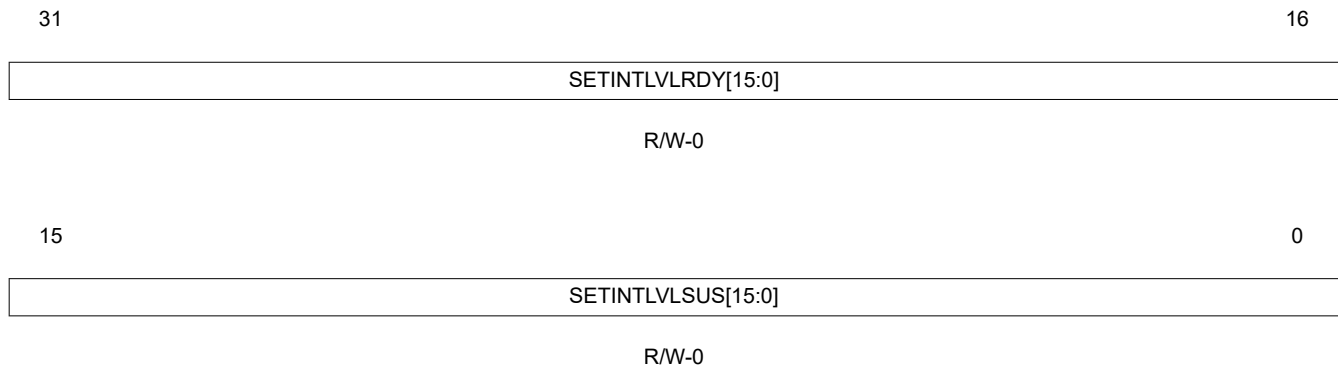 31 16
SETINTLVLRDY[15:0]
R/W-0
15 0
SETINTLVLSUS[15:0]
R/W-0